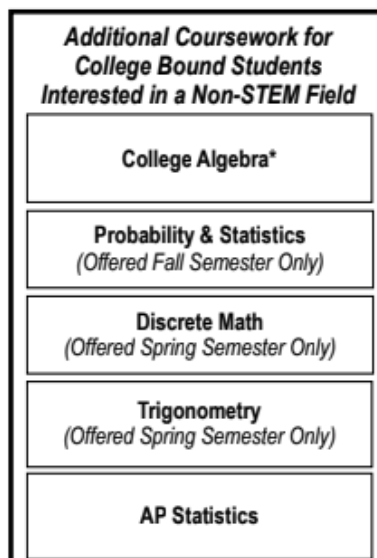 Additional Coursework for
College Bound Students
Interested in a Non-STEM Field
College Algebra*
Probability & Statistics
(Offered Fall Semester Only)
Discrete Math
(Offered Spring Semester Only)
Trigonometry
(Offered Spring Semester Only)
AP Statistics